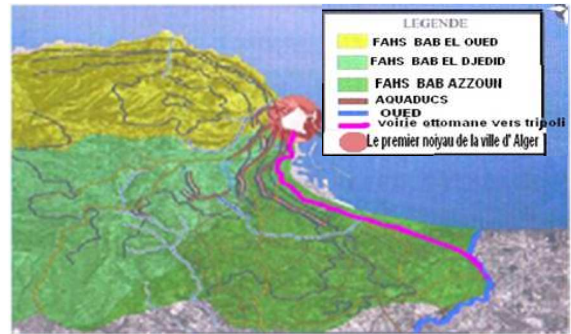 LEGENDE
FAHS BAB EL OUED
FAHS BAB EL DJEDID
FAHS BAB AZZOUN
AQUADUCS
OUED
voirie ottomane vers tripoli
Le premier noiyau de la ville d' Alger